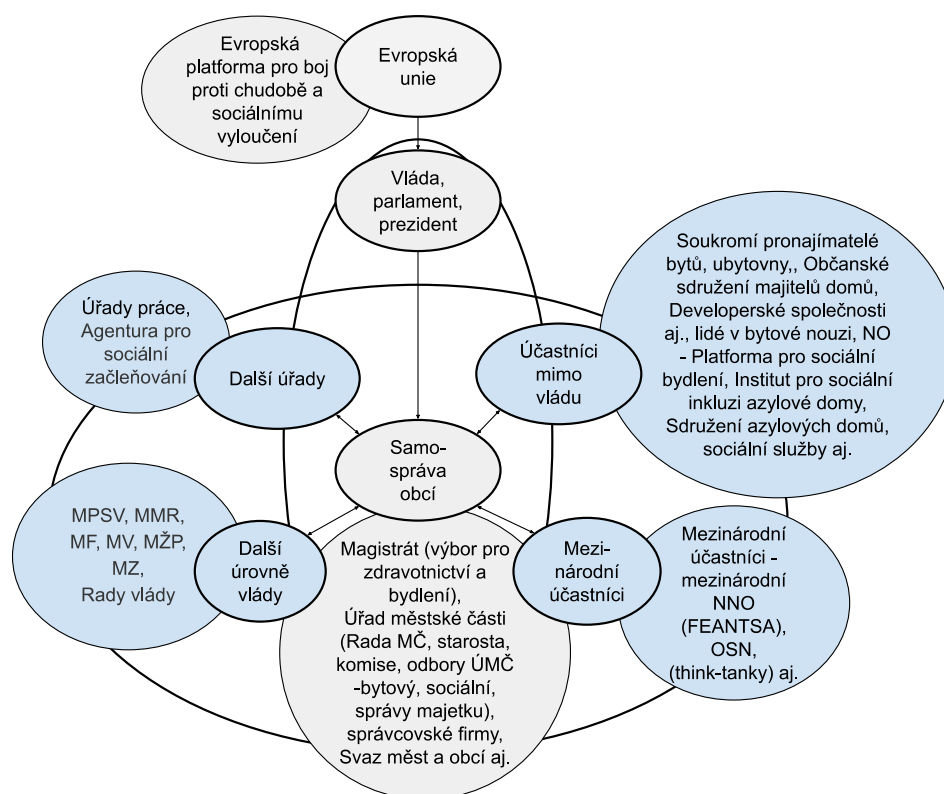 Evropská
platforma pro boj
proti chudobě a
sociálnímu
vyloučení
Evropská
unie
Vláda,
parlament,
prezident
Soukromí pronajímatelé
bytů, ubytovny,, Občanské
sdružení majitelů domů,
Developerské společnosti
aj., lidé v bytové nouzi, NO
- Platforma pro sociální
bydlení, Institut pro sociální
inkluzi azylové domy,
Sdružení azylových domů,
sociální služby aj.
Úřady práce,
Agentura pro
sociální
začleňování
Další úřady
Účastníci
mimo
vládu
Samo-
správa
obcí
MPSV, MMR,
MF, MV, MŽP,
MZ,
Rady vlády
Další
úrovně
vlády
Magistrát (výbor pro
zdravotnictví a
bydlení),
Úřad městské části
(Rada MČ, starosta,
komise, odbory ÚMČ
-bytový, sociální,
správy majetku),
správcovské firmy,
Svaz měst a obcí aj.
Mezi-
národní
účastníci
Mezinárodní
účastníci -
mezinárodní
NNO
(FEANTSA),
OSN,
(think-tanky) aj.